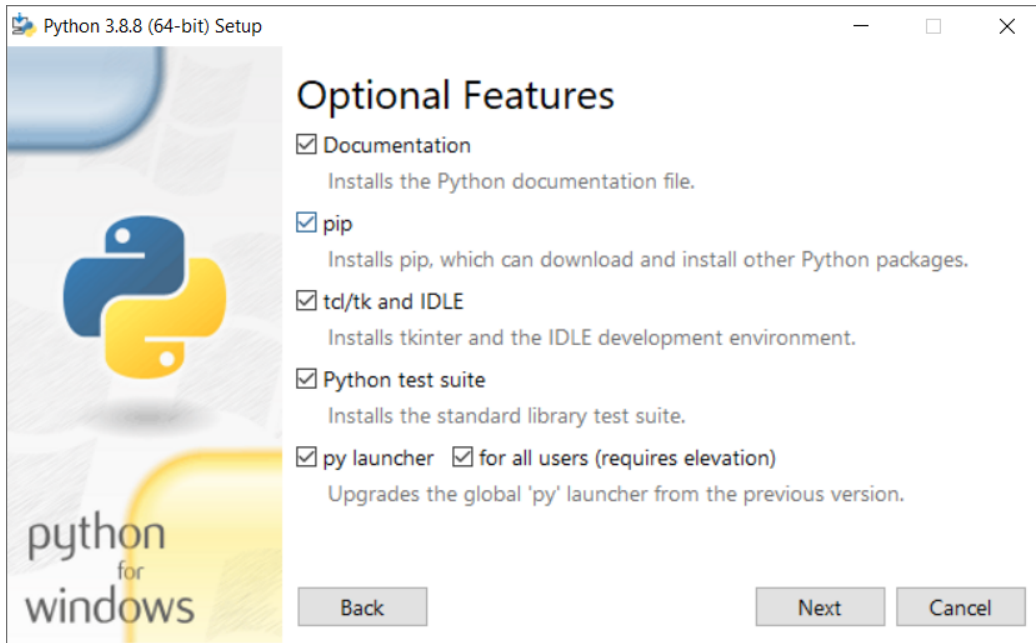 Python 3.8.8 (64-bit) Setup
Optional Features
Documentation
Installs the Python documentation file.
pip
Installs pip, which can download and install other Python packages.
tcl/tk and IDLE
Installs tkinter and the IDLE development environment.
Python test suite
Installs the standard library test suite.
py launcher for all users (requires elevation)
Upgrades the global 'py' launcher from the previous version.
python
for
windows
Back Next Cancel